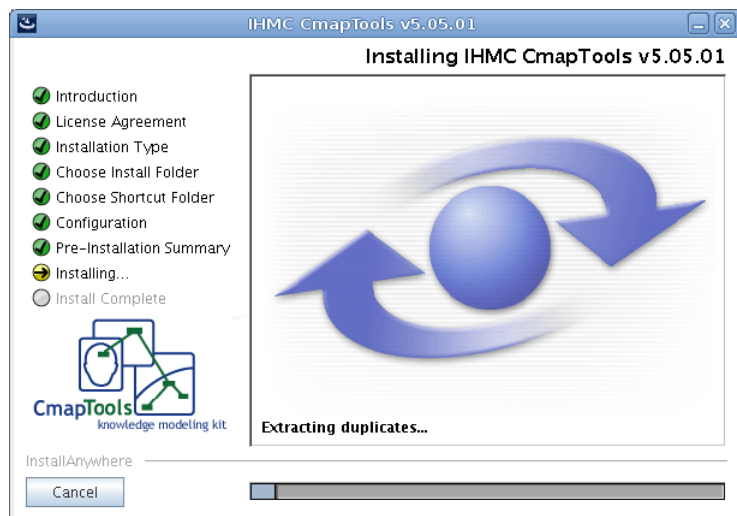 IHMC CmapTools v5.05.01
Installing IHMC CmapTools v5.05.01
Introduction
License Agreement
Installation Type
Choose Install Folder
Choose Shortcut Folder
Configuration
Pre-Installation Summary
Installing...
Install Complete
CmapTools
knowledge modeling kit
Extracting duplicates...
InstallAnywhere
Cancel